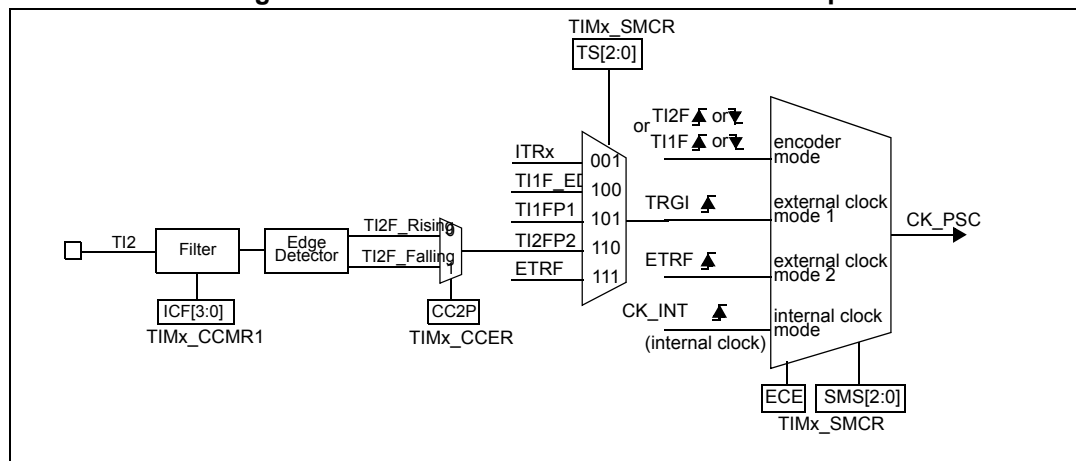 TIMx_SMCR
TS[2:0]
TI2F or
or
TI1F or
encoder
mode
ITRx
001
TI1F_ED
100
TI1FP1
101
TRGI
external clock
mode 1
CK_PSC
TI2F_Rising
0
TI2
Filter
Edge
Detector
TI2FP2
110
TI2F_Falling
1
ETRF
111
ETRF
external clock
mode 2
ICF[3:0]
TIMx_CCMR1
CC2P
TIMx_CCER
CK_INT
internal clock
mode
(internal clock)
ECE
SMS[2:0]
TIMx_SMCR